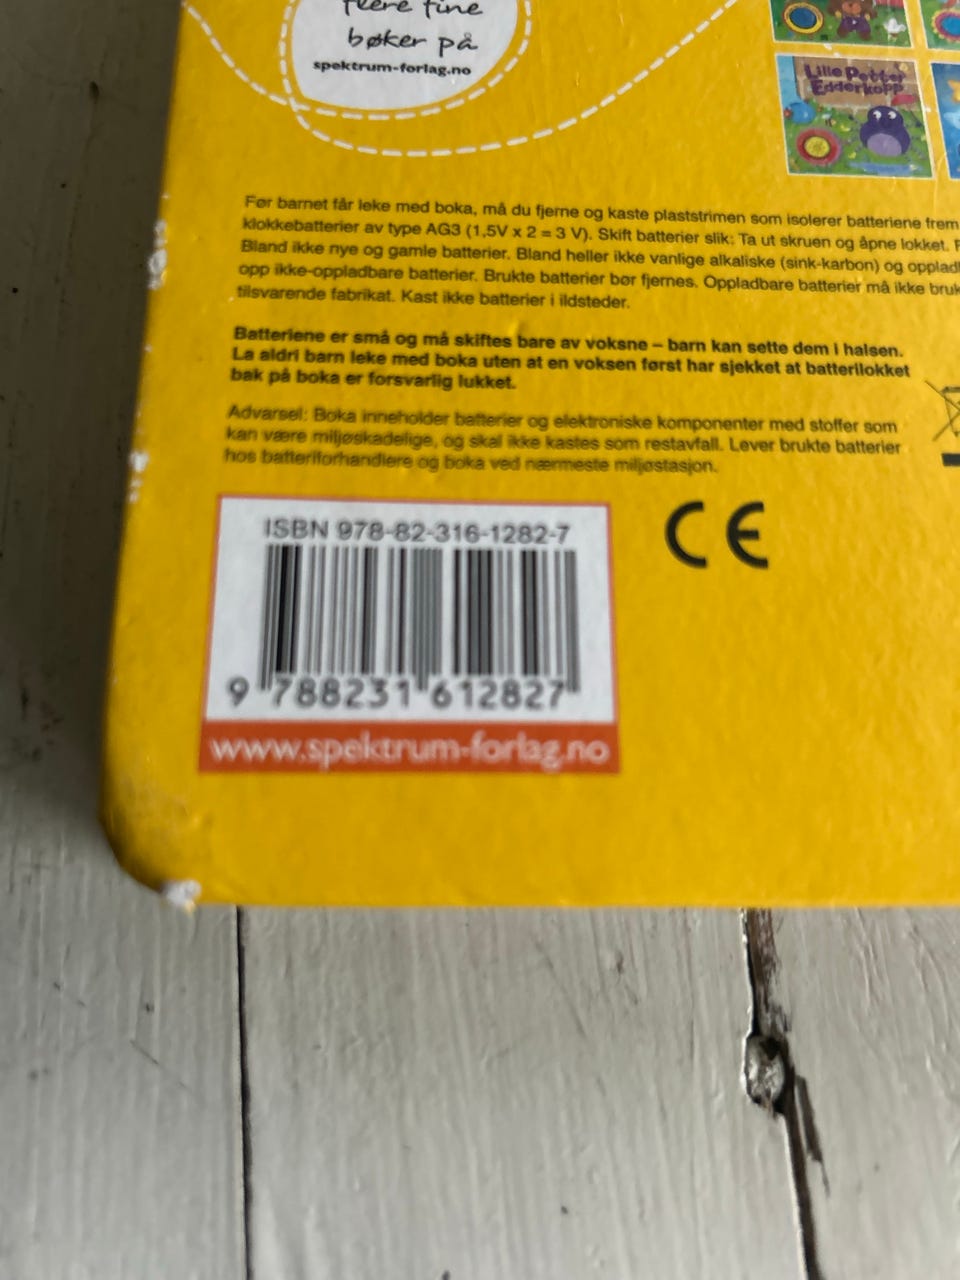 flere fine
bøker på
spektrum-forlag.no
Lille Petter
Edderkopp
Før barnet får leke med boka, må du fjerne og kaste plaststrimen som isolerer batteriene frem
klokkebatterier av type AG3 (1,5V x 2 = 3 V). Skift batterier slik: Ta ut skruen og åpne lokket.
Bland ikke nye og gamle batterier. Bland heller ikke vanlige alkaliske (sink-karbon) og oppladb
opp ikke-oppladbare batterier. Brukte batterier bør fjernes. Oppladbare batterier må ikke bruk
tilsvarende fabrikat. Kast ikke batterier i ildsteder.
Batteriene er små og må skiftes bare av voksne – barn kan sette dem i halsen.
La aldri barn leke med boka uten at en voksen først har sjekket at batterilokket
bak på boka er forsvarlig lukket.
Advarsel: Boka inneholder batterier og elektroniske komponenter med stoffer som
kan være miljøskadelige, og skal ikke kastes som restavfall. Lever brukte batterier
hos batteriforhandlere og boka ved nærmeste miljøstasjon.
ISBN 978-82-316-1282-7
CE
9 788231 612827
www.spektrum-forlag.no